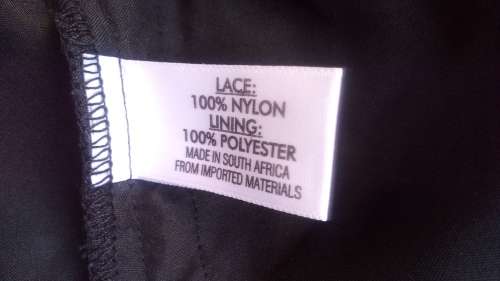 LACE:
100% NYLON
LINING:
100% POLYESTER
MADE IN SOUTH AFRICA
FROM IMPORTED MATERIALS